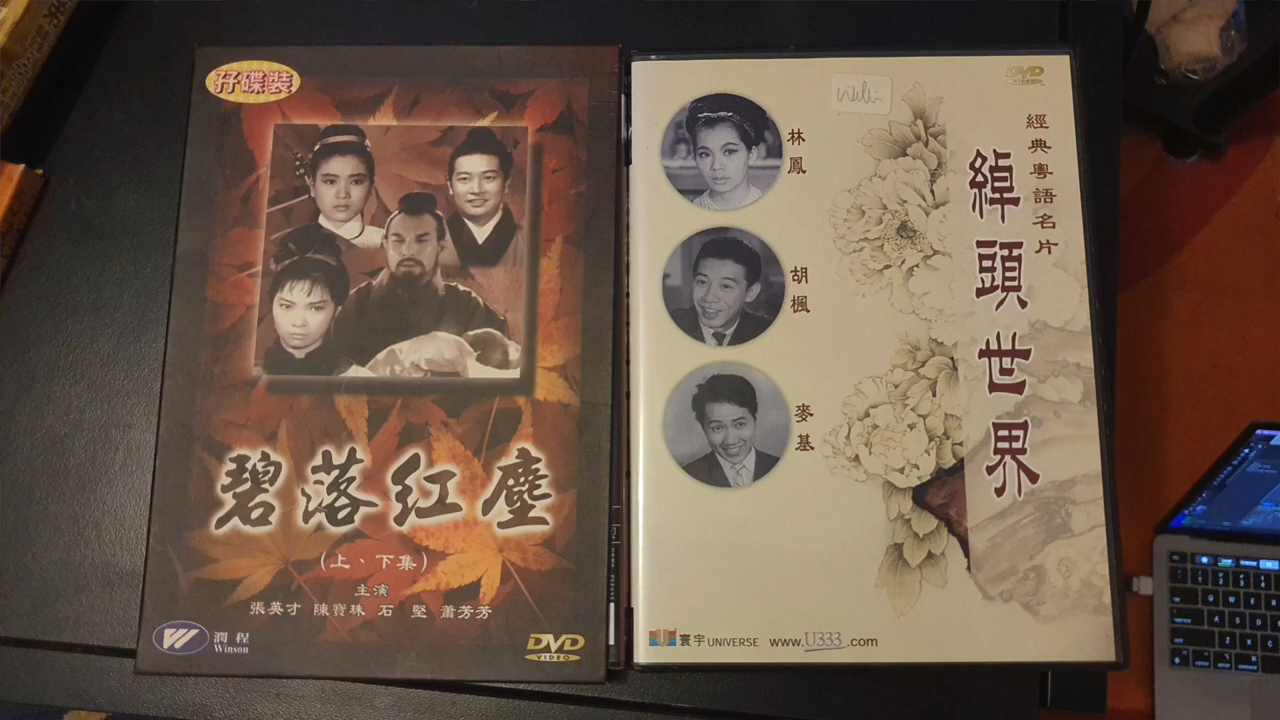 孖碟裝
碧落红塵
(上、下集)
主演
張英才 陳寶珠 石 堅 蕭芳芳
潤程
Winson
DVD
VIDEO
DVD
VIDEO
林鳳
胡楓
麥基
經典粵語名片
綽頭世界
寰宇 UNIVERSE www.U333.com